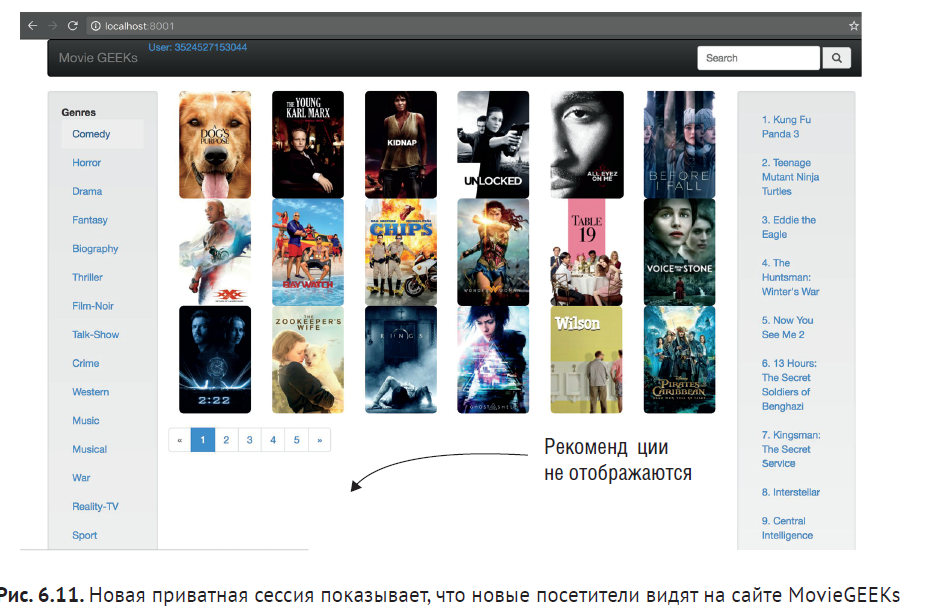 localhost:8001
Movie GEEKs
User: 3524527153044
Search
Genres
Comedy
Horror
Drama
Fantasy
Biography
Thriller
Film-Noir
Talk-Show
Crime
Western
Music
Musical
War
Reality-TV
Sport
A DOG'S
PURPOSE
THE YOUNG
KARL MARX
KIDNAP
UNLOCKED
ALL EYEZ
ON ME
BEFORE
I FALL
BAYWATCH
CHIPS
WONDER WOMAN
TABLE
19
VOICE FROM THE STONE
2:22
THE
ZOOKEEPER'S
WIFE
GHOST IN THE SHELL
Wilson
PIRATES
CARIBBEAN
« 1 2 3 4 5 »
Рекоменд ции
не отображаются
1. Kung Fu
Panda 3
2. Teenage
Mutant Ninja
Turtles
3. Eddie the
Eagle
4. The
Huntsman:
Winter's War
5. Now You
See Me 2
6. 13 Hours:
The Secret
Soldiers of
Benghazi
7. Kingsman:
The Secret
Service
8. Interstellar
9. Central
Intelligence
Рис. 6.11. Новая приватная сессия показывает, что новые посетители видят на сайте MovieGEEKs